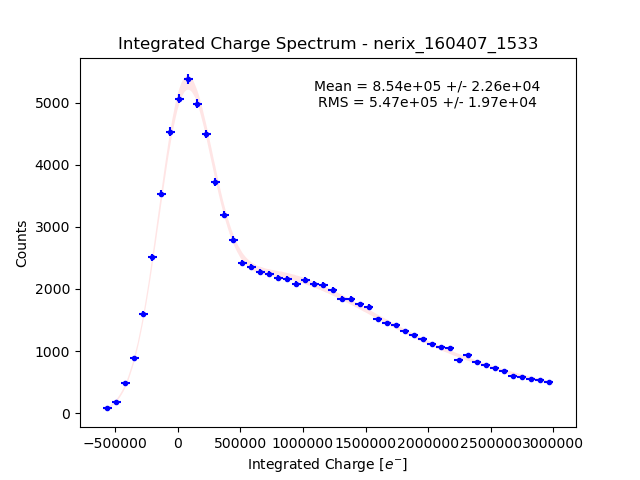 Integrated Charge Spectrum - nerix_160407_1533
Mean = 8.54e+05 +/- 2.26e+04
RMS = 5.47e+05 +/- 1.97e+04
5000
4000
3000
2000
1000
0
Counts
−500000 0 500000 1000000 1500000 2000000 2500000 3000000
Integrated Charge [e⁻]